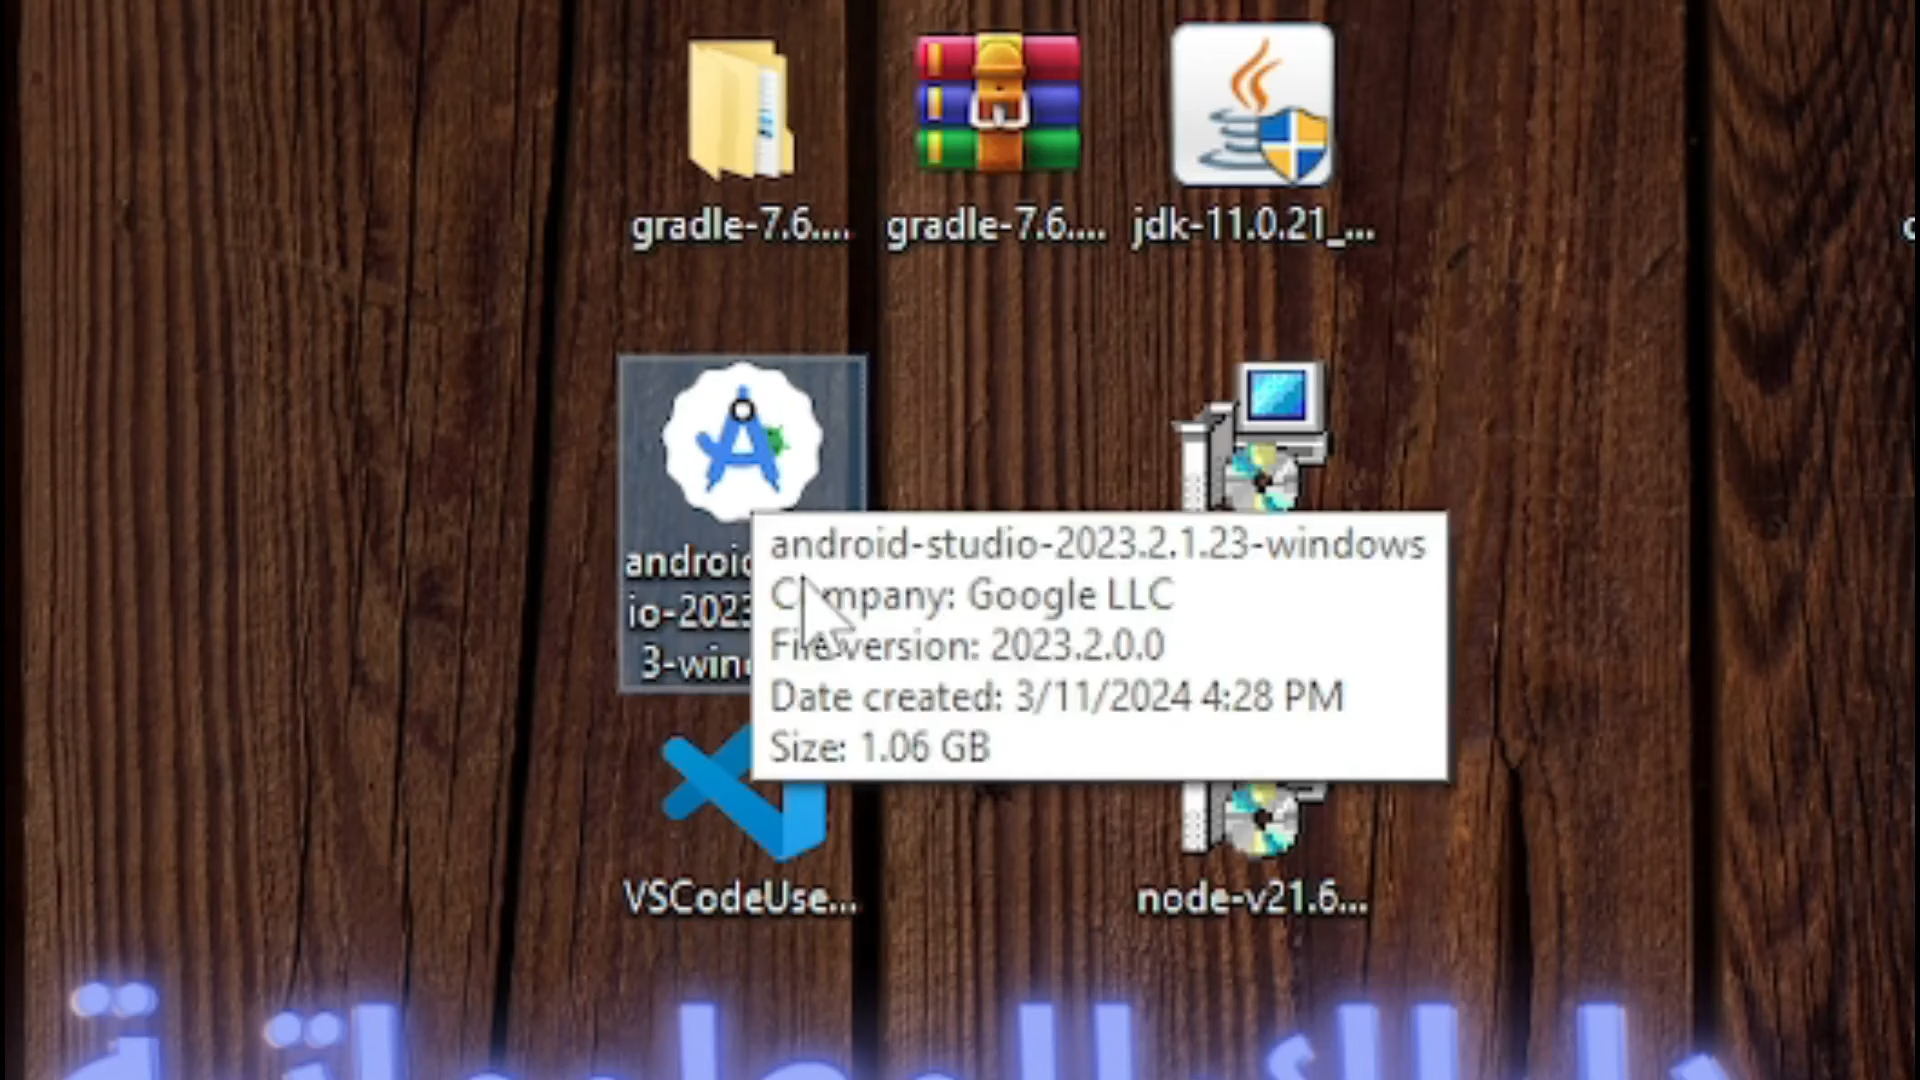 gradle-7.6....
gradle-7.6....
jdk-11.0.21_...
android-studio-2023.2.1.23-windows
Company: Google LLC
File version: 2023.2.0.0
Date created: 3/11/2024 4:28 PM
Size: 1.06 GB
VSCodeUse...
node-v21.6...